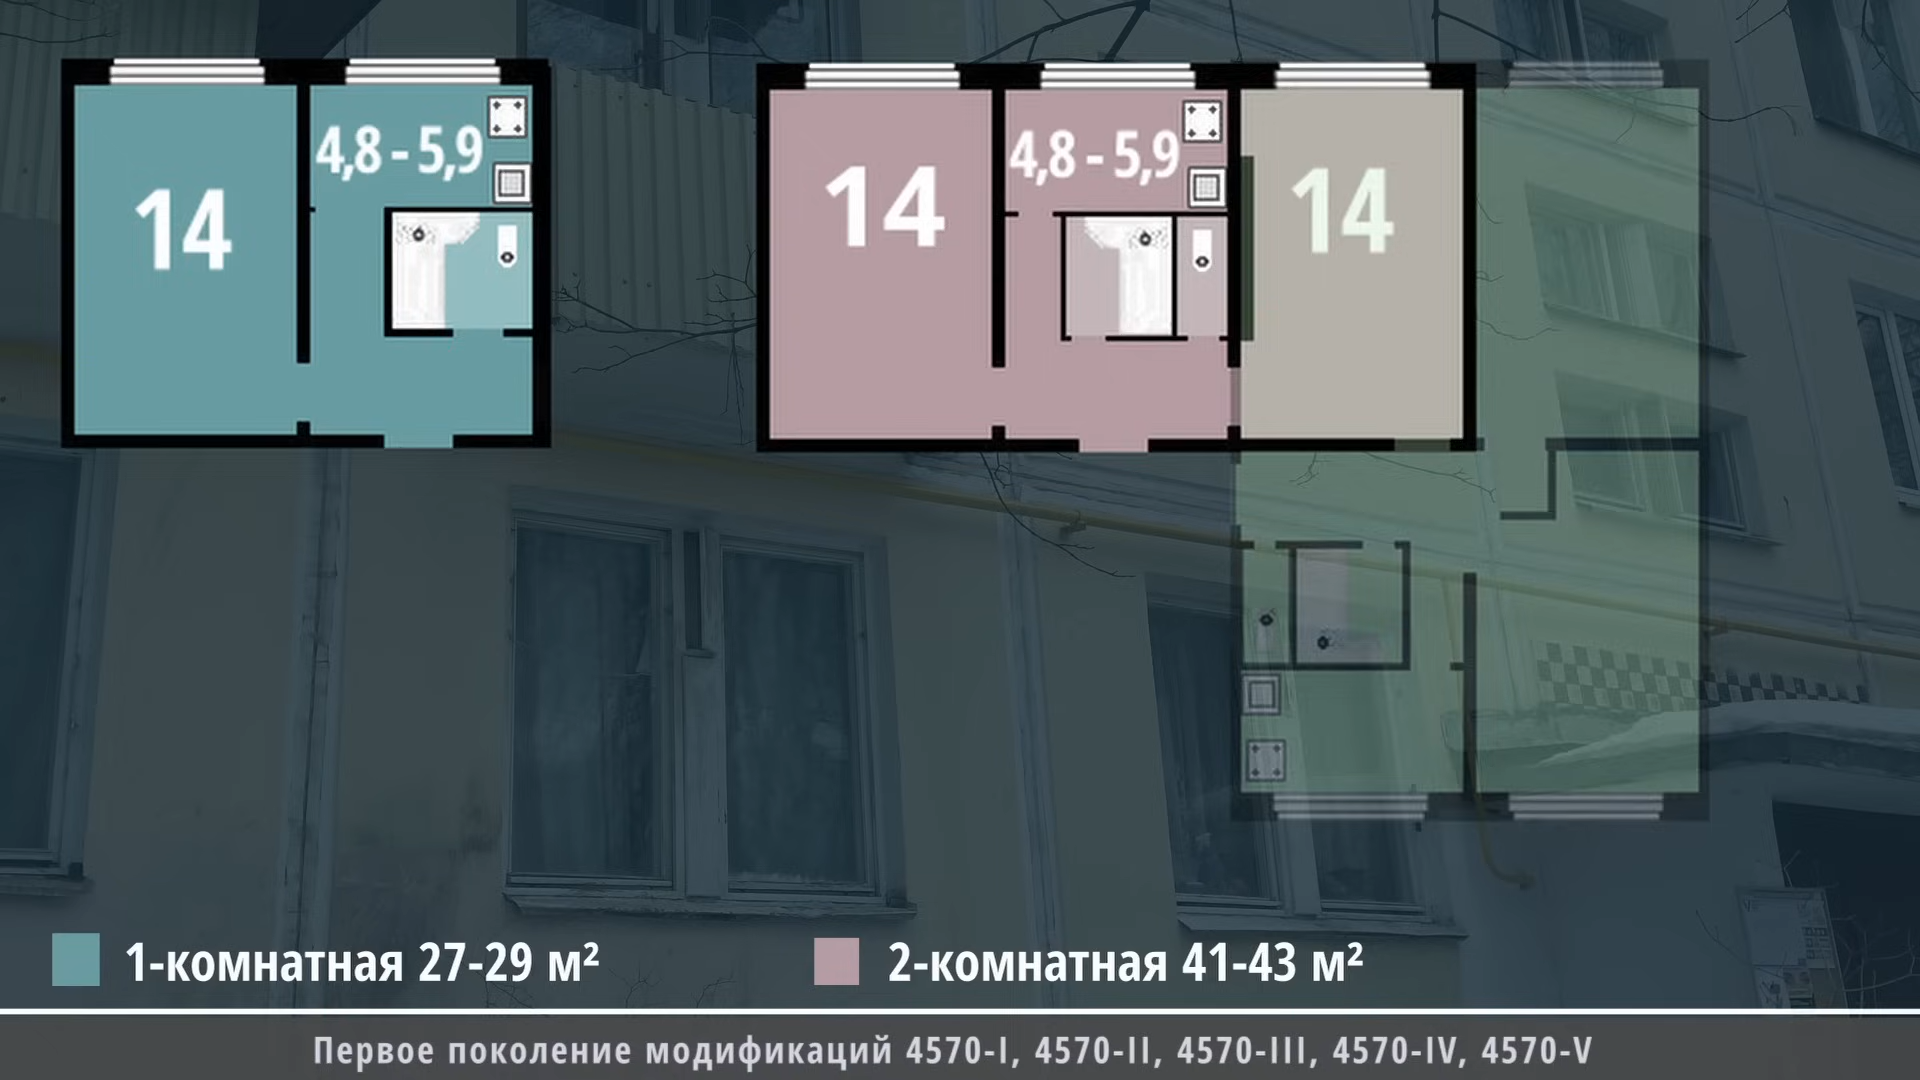 14
4,8 - 5,9
14
4,8 - 5,9
14
1-комнатная 27-29 м²
2-комнатная 41-43 м²
Первое поколение модификаций 4570-I, 4570-II, 4570-III, 4570-IV, 4570-V